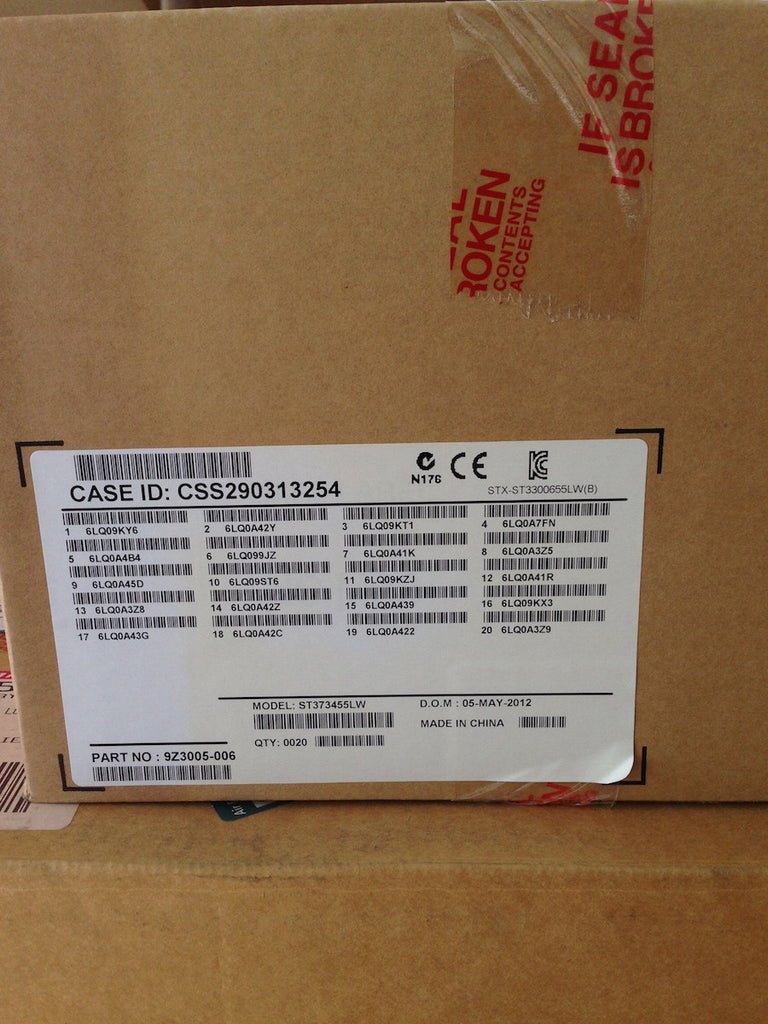 IF SEAL
IS BROKE
BROKEN
CONTENTS
ACCEPTING
N176
CE
STX-ST3300655LW(B)
CASE ID: CSS290313254
1 6LQ09KY6 2 6LQ0A42Y 3 6LQ09KT1 4 6LQ0A7FN
5 6LQ0A4B4 6 6LQ099JZ 7 6LQ0A41K 8 6LQ0A3Z5
9 6LQ0A45D 10 6LQ09ST6 11 6LQ09KZJ 12 6LQ0A41R
13 6LQ0A3Z8 14 6LQ0A42Z 15 6LQ0A439 16 6LQ09KX3
17 6LQ0A43G 18 6LQ0A42C 19 6LQ0A422 20 6LQ0A3Z9
MODEL: ST373455LW D.O.M : 05-MAY-2012
MADE IN CHINA
QTY: 0020
PART NO : 9Z3005-006